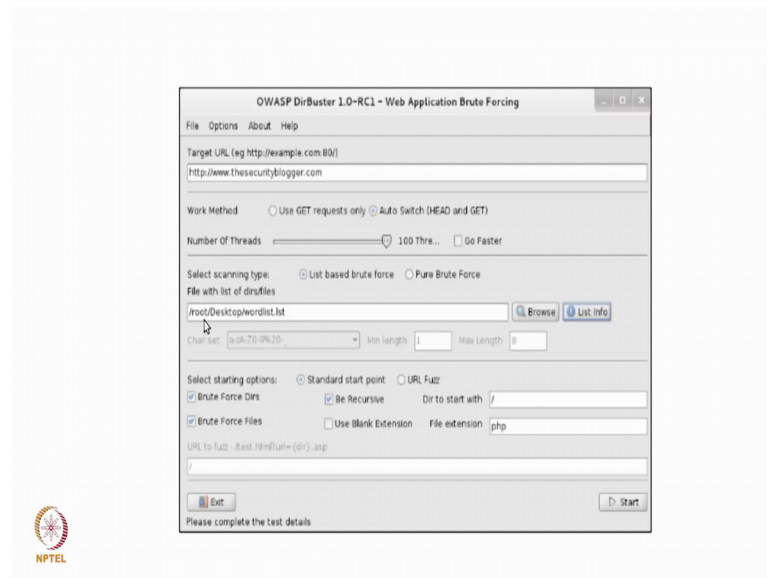 OWASP DirBuster 1.0-RC1 - Web Application Brute Forcing
File Options About Help
Target URL (eg http://example.com:80/)
http://www.thesecurityblogger.com
Work Method Use GET requests only Auto Switch (HEAD and GET)
Number Of Threads 100 Thre... Go Faster
Select scanning type: List based brute force Pure Brute Force
File with list of dirs/files
/root/Desktop/wordlist.lst Browse List Info
Char set a-zA-Z0-9%20-_ Min length 1 Max Length 8
Select starting options: Standard start point URL Fuzz
Brute Force Dirs Be Recursive Dir to start with /
Brute Force Files Use Blank Extension File extension php
URL to fuzz - /test.html?url={dir}.asp
/
Exit Start
Please complete the test details
NPTEL